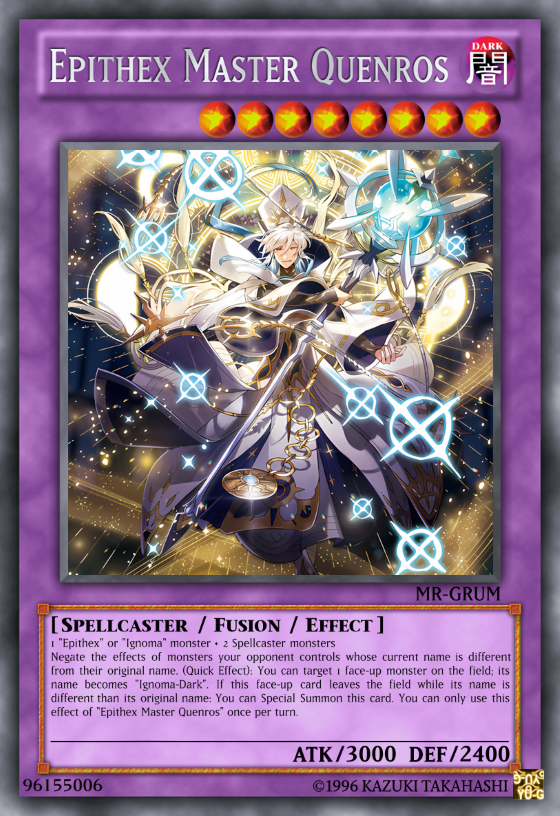 EPITHEX MASTER QUENROS
DARK
闇
MR-GRUM
[ SPELLCASTER / FUSION / EFFECT ]
1 "Epithex" or "Ignoma" monster + 2 Spellcaster monsters
Negate the effects of monsters your opponent controls whose current name is different
from their original name. (Quick Effect): You can target 1 face-up monster on the field; its
name becomes "Ignoma-Dark". If this face-up card leaves the field while its name is
different than its original name: You can Special Summon this card. You can only use this
effect of "Epithex Master Quenros" once per turn.
ATK/3000 DEF/2400
96155006
©1996 KAZUKI TAKAHASHI